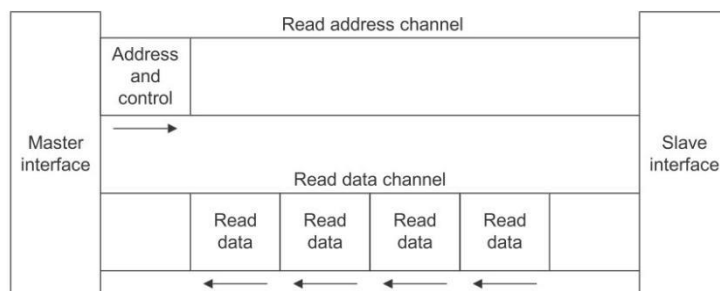 Read address channel
Address
and
control
Master
interface
Slave
interface
Read data channel
Read
data
Read
data
Read
data
Read
data